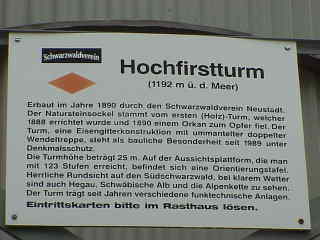 Schwarzwaldverein
Hochfirstturm
(1192 m ü. d. Meer)
Erbaut im Jahre 1890 durch den Schwarzwaldverein Neustadt.
Der Natursteinsockel stammt vom ersten (Holz)-Turm, welcher
1888 errichtet wurde und 1890 einem Orkan zum Opfer fiel. Der
Turm, eine Eisengitterkonstruktion mit ummantelter doppelter
Wendeltreppe, steht als bauliche Besonderheit seit 1989 unter
Denkmalsschutz.
Die Turmhöhe beträgt 25 m. Auf der Aussichtsplattform, die man
mit 123 Stufen erreicht, befindet sich eine Orientierungstafel.
Herrliche Rundsicht auf den Südschwarzwald, bei klarem Wetter
sind auch Hegau, Schwäbische Alb und die Alpenkette zu sehen.
Der Turm trägt seit Jahren verschiedene funktechnische Anlagen.
Eintrittskarten bitte im Rasthaus lösen.